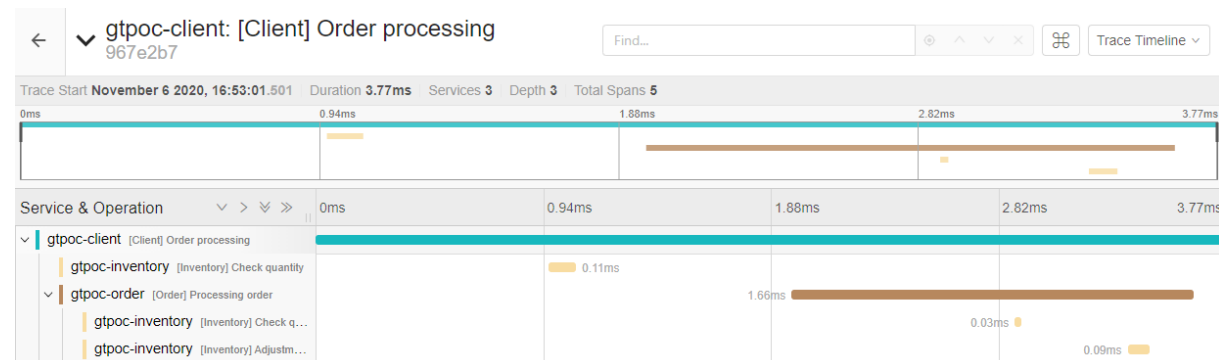 gtpoc-client: [Client] Order processing
967e2b7
Find...
⌘
Trace Timeline
Trace Start November 6 2020, 16:53:01.501 Duration 3.77ms Services 3 Depth 3 Total Spans 5
0ms 0.94ms 1.88ms 2.82ms 3.77ms
Service & Operation 0ms 0.94ms 1.88ms 2.82ms 3.77ms
gtpoc-client [Client] Order processing
gtpoc-inventory [Inventory] Check quantity 0.11ms
gtpoc-order [Order] Processing order 1.66ms
gtpoc-inventory [Inventory] Check q... 0.03ms
gtpoc-inventory [Inventory] Adjustm... 0.09ms